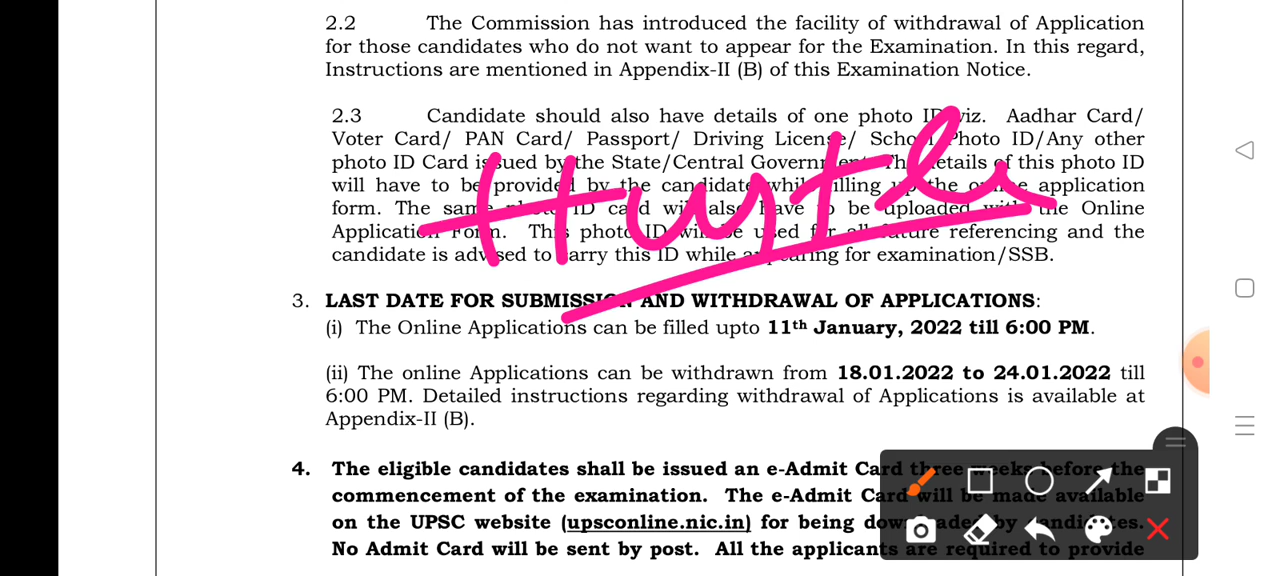 2.2 The Commission has introduced the facility of withdrawal of Application
for those candidates who do not want to appear for the Examination. In this regard,
Instructions are mentioned in Appendix-II (B) of this Examination Notice.
2.3 Candidate should also have details of one photo ID viz. Aadhar Card/
Voter Card/ PAN Card/ Passport/ Driving License/ School Photo ID/Any other
photo ID Card issued by the State/Central Government. The details of this photo ID
will have to be provided by the candidate while filling up the online application
form. The same photo ID card will also have to be uploaded with the Online
Application Form. This photo ID will be used for all future referencing and the
candidate is advised to carry this ID while appearing for examination/SSB.
Hustle
3. LAST DATE FOR SUBMISSION AND WITHDRAWAL OF APPLICATIONS:
(i) The Online Applications can be filled upto 11th January, 2022 till 6:00 PM.
(ii) The online Applications can be withdrawn from 18.01.2022 to 24.01.2022 till
6:00 PM. Detailed instructions regarding withdrawal of Applications is available at
Appendix-II (B).
4. The eligible candidates shall be issued an e-Admit Card three weeks before the
commencement of the examination. The e-Admit Card will be made available
on the UPSC website (upsconline.nic.in) for being downloaded by candidates.
No Admit Card will be sent by post. All the applicants are required to provide